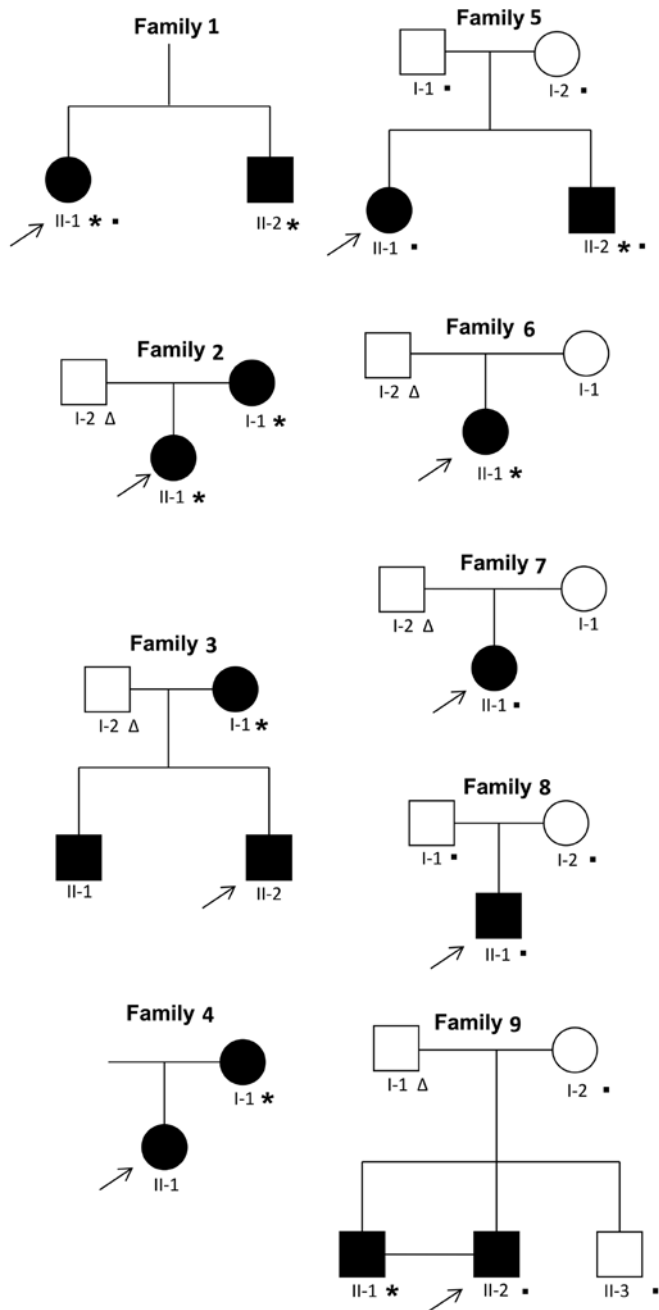 Family 1
II-1 * ▪
II-2 *
Family 2
I-2 Δ
I-1 *
II-1 *
Family 3
I-2 Δ
I-1 *
II-1
II-2
Family 4
I-1 *
II-1
Family 5
I-1 ▪
I-2 ▪
II-1 ▪
II-2 * ▪
Family 6
I-2 Δ
I-1
II-1 *
Family 7
I-2 Δ
I-1
II-1 ▪
Family 8
I-1 ▪
I-2 ▪
II-1 ▪
Family 9
I-1 Δ
I-2 ▪
II-1 *
II-2 ▪
II-3 ▪